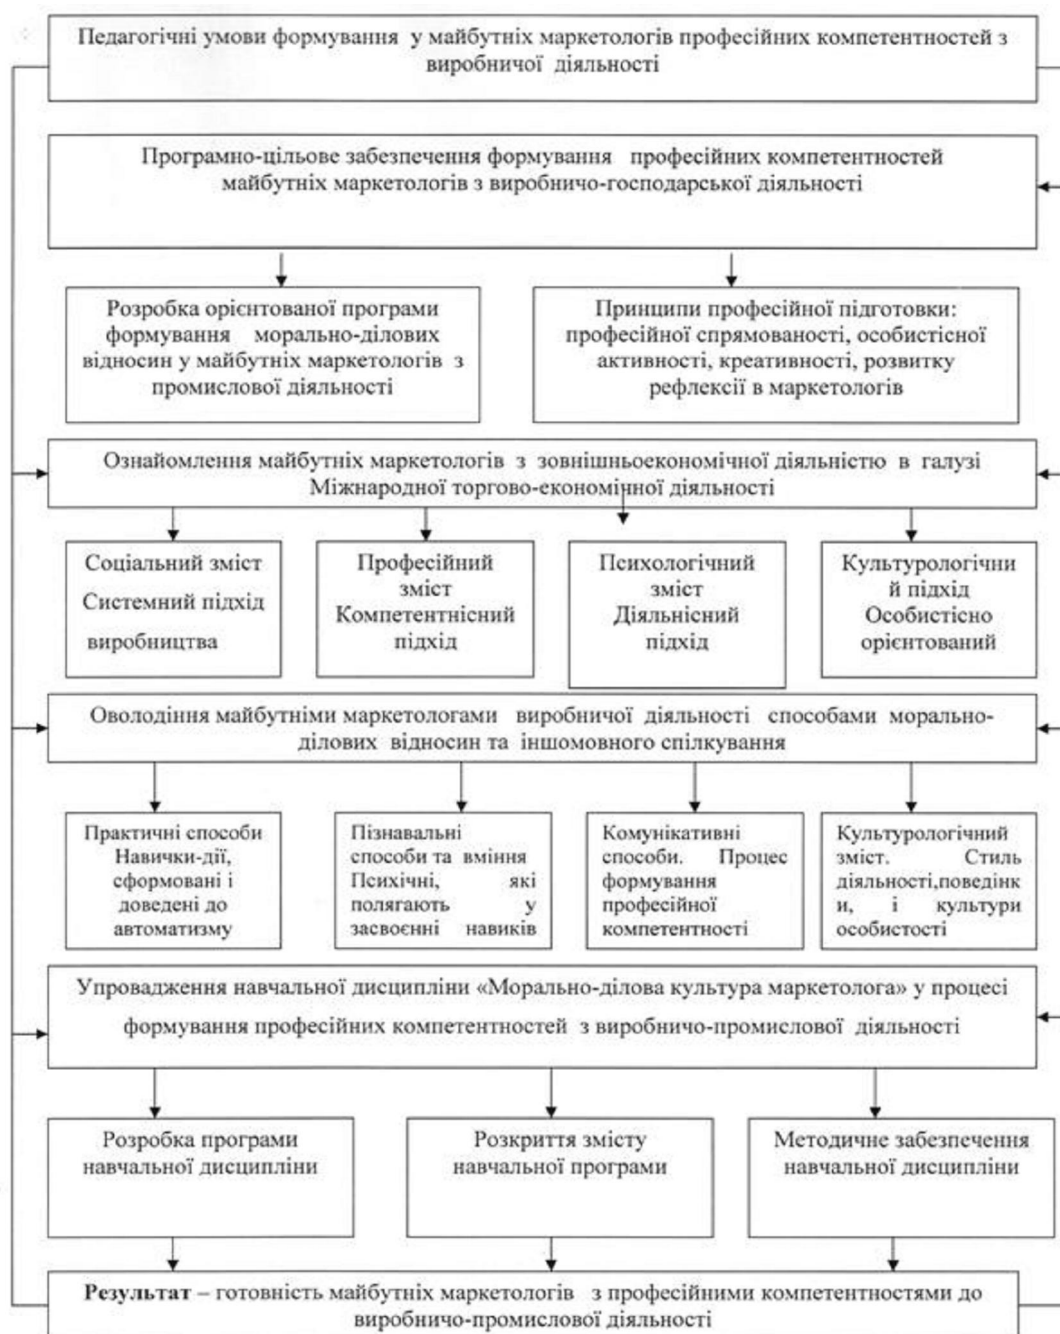 Педагогічні умови формування у майбутніх маркетологів професійних компетентностей з
виробничої діяльності
Програмно-цільове забезпечення формування професійних компетентностей
майбутніх маркетологів з виробничо-господарської діяльності
Розробка орієнтованої програми
формування морально-ділових
відносин у майбутніх маркетологів з
промислової діяльності
Принципи професійної підготовки:
професійної спрямованості, особистісної
активності, креативності, розвитку
рефлексії в маркетологів
Ознайомлення майбутніх маркетологів з зовнішньоекономічної діяльністю в галузі
Міжнародної торгово-економічної діяльності
Соціальний зміст
Системний підхід
виробництва
Професійний
зміст
Компетентнісний
підхід
Психологічний
зміст
Діяльнісний
підхід
Культурологічни
й підхід
Особистісно
орієнтований
Оволодіння майбутніми маркетологами виробничої діяльності способами морально-
ділових відносин та іншомовного спілкування
Практичні способи
Навички-дії,
сформовані і
доведені до
автоматизму
Пізнавальні
способи та вміння
Психічні, які
полягають у
засвоєнні навиків
Комунікативні
способи. Процес
формування
професійної
компетентності
Культурологічний
зміст. Стиль
діяльності,поведінк
и, і культури
особистості
Упровадження навчальної дисципліни «Морально-ділова культура маркетолога» у процесі
формування професійних компетентностей з виробничо-промислової діяльності
Розробка програми
навчальної дисципліни
Розкриття змісту
навчальної програми
Методичне забезпечення
навчальної дисципліни
Результат – готовність майбутніх маркетологів з професійними компетентностями до
виробничо-промислової діяльності